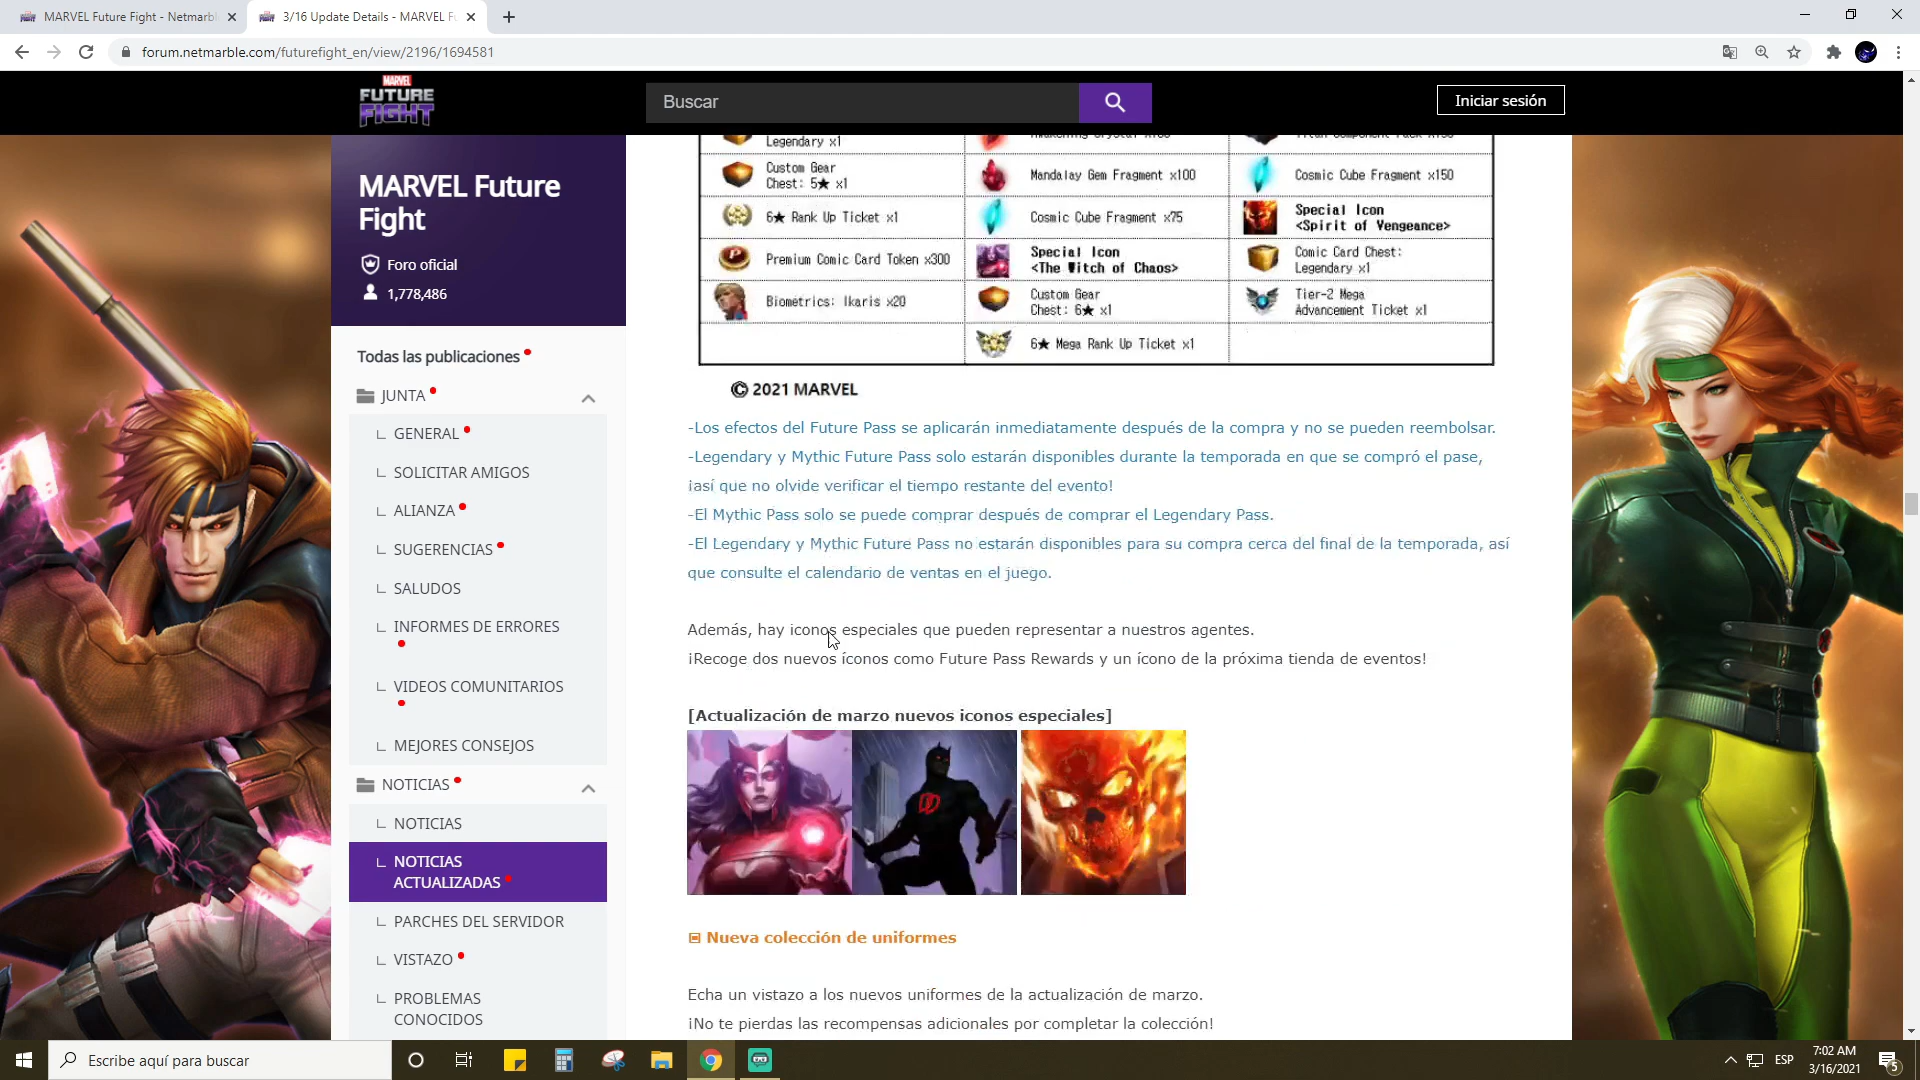 MARVEL Future Fight - Netmarbl
3/16 Update Details - MARVEL Fu
forum.netmarble.com/futurefight_en/view/2196/1694581
MARVEL
FUTURE
FIGHT
Buscar
Iniciar sesión
MARVEL Future
Fight
Foro oficial
1,778,486
Todas las publicaciones
JUNTA
GENERAL
SOLICITAR AMIGOS
ALIANZA
SUGERENCIAS
SALUDOS
INFORMES DE ERRORES
VIDEOS COMUNITARIOS
MEJORES CONSEJOS
NOTICIAS
NOTICIAS
NOTICIAS
ACTUALIZADAS
PARCHES DEL SERVIDOR
VISTAZO
PROBLEMAS
CONOCIDOS
Legendary x1
Custom Gear
Chest: 5★ x1
6★ Rank Up Ticket x1
Premium Comic Card Token x300
Biometrics: Ikaris x20
Mandalay Gem Fragment x100
Cosmic Cube Fragment x75
Special Icon
<The Witch of Chaos>
Custom Gear
Chest: 6★ x1
6★ Mega Rank Up Ticket x1
Cosmic Cube Fragment x150
Special Icon
<Spirit of Vengeance>
Comic Card Chest:
Legendary x1
Tier-2 Mega
Advancement Ticket x1
© 2021 MARVEL
-Los efectos del Future Pass se aplicarán inmediatamente después de la compra y no se pueden reembolsar.
-Legendary y Mythic Future Pass solo estarán disponibles durante la temporada en que se compró el pase,
¡así que no olvide verificar el tiempo restante del evento!
-El Mythic Pass solo se puede comprar después de comprar el Legendary Pass.
-El Legendary y Mythic Future Pass no estarán disponibles para su compra cerca del final de la temporada, así
que consulte el calendario de ventas en el juego.
Además, hay iconos especiales que pueden representar a nuestros agentes.
¡Recoge dos nuevos íconos como Future Pass Rewards y un ícono de la próxima tienda de eventos!
[Actualización de marzo nuevos iconos especiales]
▣ Nueva colección de uniformes
Echa un vistazo a los nuevos uniformes de la actualización de marzo.
¡No te pierdas las recompensas adicionales por completar la colección!
Escribe aquí para buscar
ESP
7:02 AM
3/16/2021
5